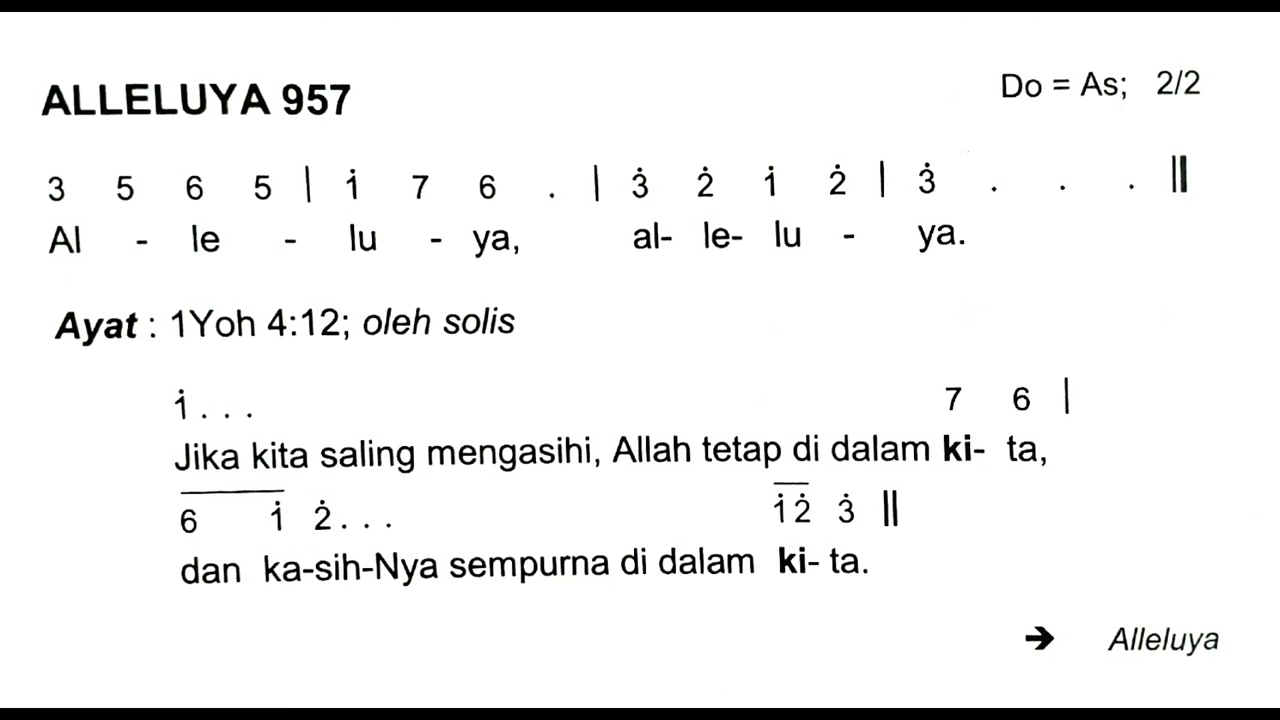 ALLELUYA 957 Do = As; 2/2
3 5 6 5 | 1̇ 7 6 . | 3̇ 2̇ 1̇ 2̇ | 3̇ . . . ||
Al - le - lu - ya, al- le- lu - ya.
Ayat : 1Yoh 4:12; oleh solis
1̇ . . . 7 6 |
Jika kita saling mengasihi, Allah tetap di dalam ki- ta,
6 1̇ 2̇ . . . 1̇ 2̇ 3̇ ||
dan ka-sih-Nya sempurna di dalam ki- ta.
➔ Alleluya